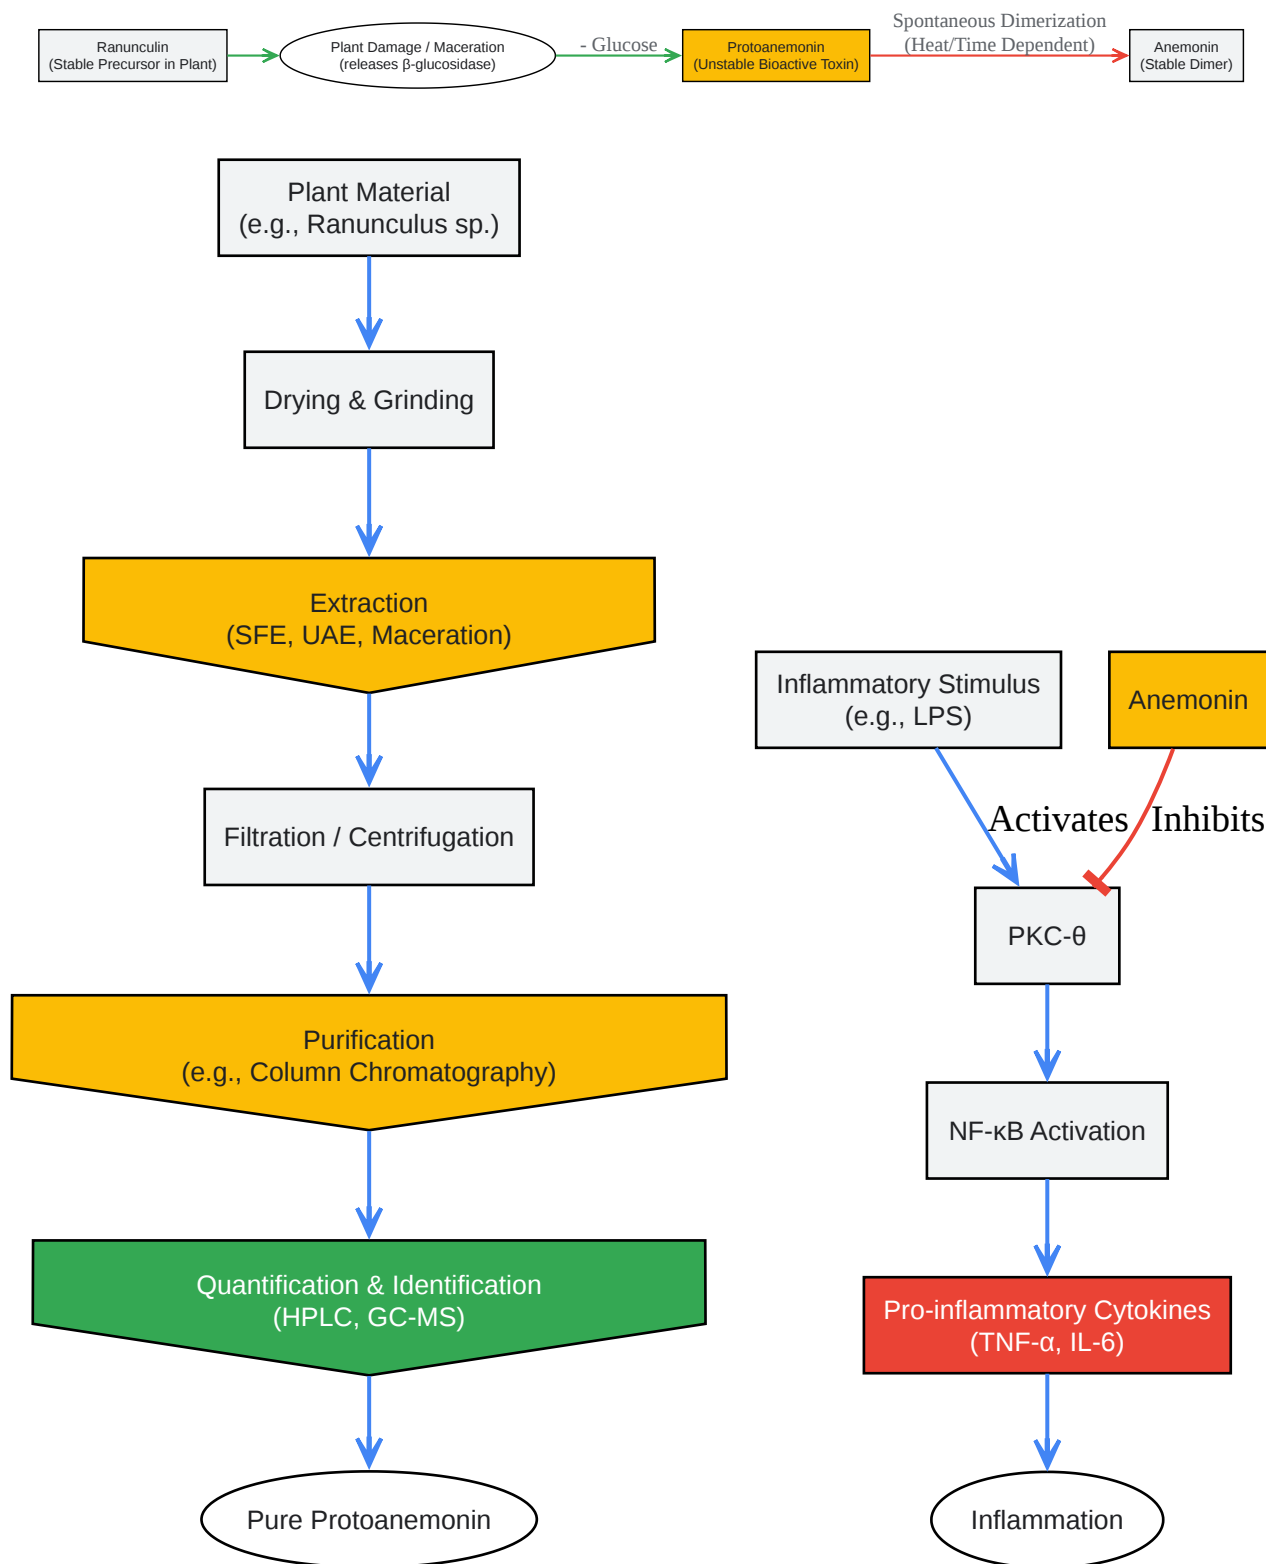 Ranunculin
(Stable Precursor in Plant)
Plant Damage / Maceration
(releases β-glucosidase)
- Glucose
Protoanemonin
(Unstable Bioactive Toxin)
Spontaneous Dimerization
(Heat/Time Dependent)
Anemonin
(Stable Dimer)
Plant Material
(e.g., Ranunculus sp.)
Drying & Grinding
Extraction
(SFE, UAE, Maceration)
Filtration / Centrifugation
Purification
(e.g., Column Chromatography)
Quantification & Identification
(HPLC, GC-MS)
Pure Protoanemonin
Inflammatory Stimulus
(e.g., LPS)
Anemonin
Activates
Inhibits
PKC-θ
NF-κB Activation
Pro-inflammatory Cytokines
(TNF-α, IL-6)
Inflammation